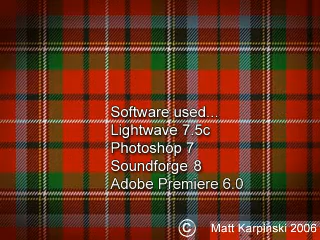 Software used...
Lightwave 7.5c
Photoshop 7
Soundforge 8
Adobe Premiere 6.0
© Matt Karpinski 2006